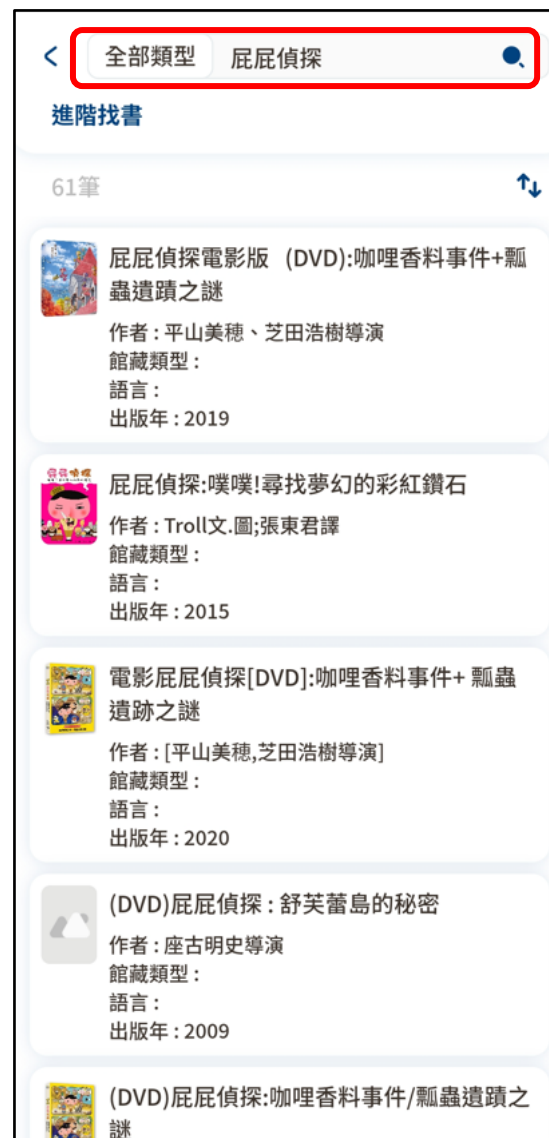 全部類型 屁屁偵探
進階找書
61筆
屁屁偵探電影版 (DVD):咖哩香料事件+瓢
蟲遺蹟之謎
作者 : 平山美穂、芝田浩樹導演
館藏類型 :
語言 :
出版年 : 2019
屁屁偵探
屁屁偵探:噗噗!尋找夢幻的彩紅鑽石
作者 : Troll文.圖;張東君譯
館藏類型 :
語言 :
出版年 : 2015
電影屁屁偵探[DVD]:咖哩香料事件+ 瓢蟲
遺跡之謎
作者 : [平山美穂,芝田浩樹導演]
館藏類型 :
語言 :
出版年 : 2020
(DVD)屁屁偵探 : 舒芙蕾島的秘密
作者 : 座古明史導演
館藏類型 :
語言 :
出版年 : 2009
(DVD)屁屁偵探:咖哩香料事件/瓢蟲遺蹟之
謎